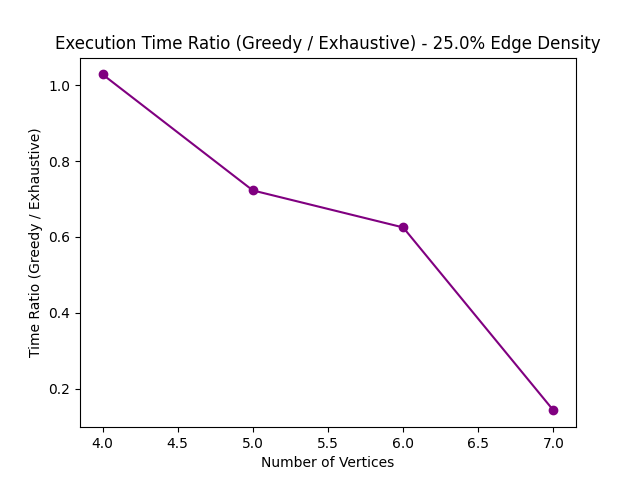 Execution Time Ratio (Greedy / Exhaustive) - 25.0% Edge Density
Time Ratio (Greedy / Exhaustive)
1.0
0.8
0.6
0.4
0.2
4.0 4.5 5.0 5.5 6.0 6.5 7.0
Number of Vertices